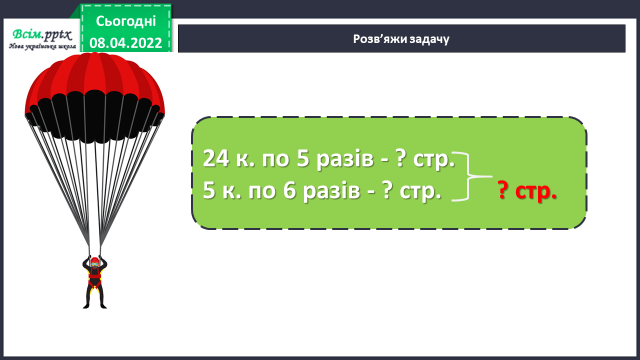 Всім.pptx
Нова українська школа
Сьогодні
08.04.2022
Розв’яжи задачу
24 к. по 5 разів - ? стр.
5 к. по 6 разів - ? стр.
? стр.